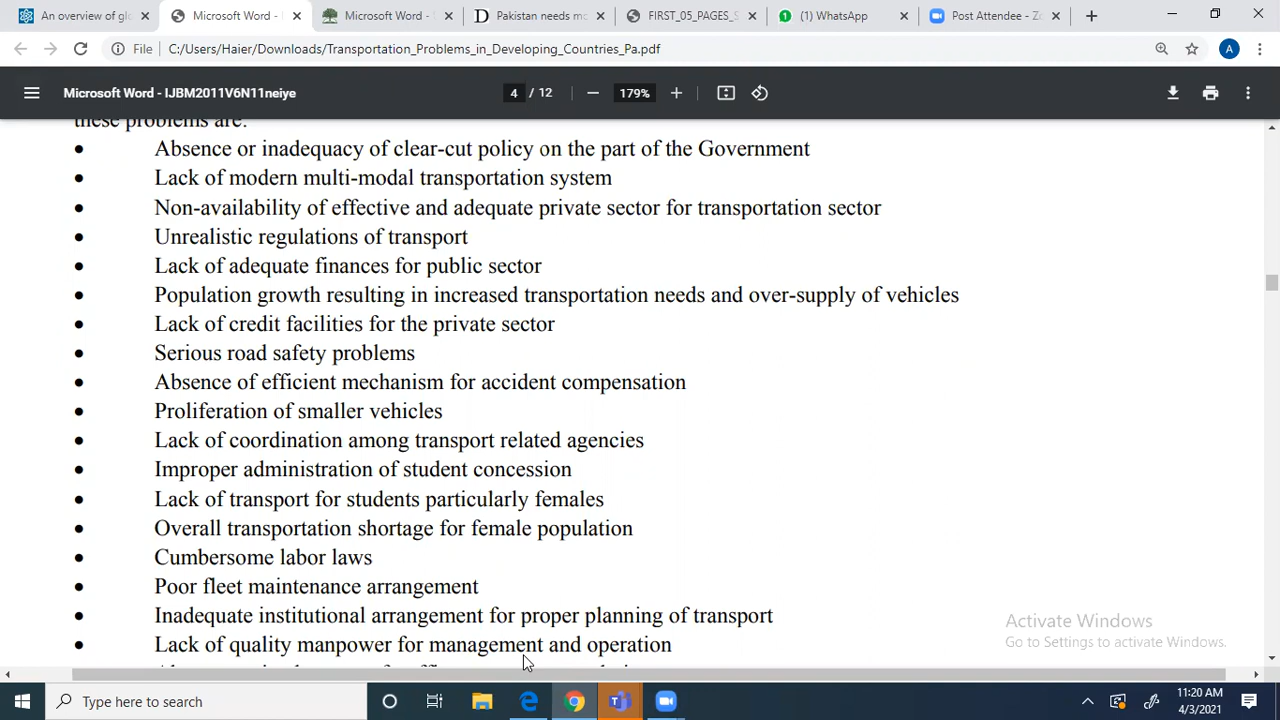 An overview of glo
Microsoft Word -
Microsoft Word -
Pakistan needs mo
FIRST_05_PAGES_S
(1) WhatsApp
Post Attendee - Zo
File C:/Users/Haier/Downloads/Transportation_Problems_in_Developing_Countries_Pa.pdf
A
Microsoft Word - IJBM2011V6N11neiye
4 / 12
179%
these problems are:
• Absence or inadequacy of clear-cut policy on the part of the Government
• Lack of modern multi-modal transportation system
• Non-availability of effective and adequate private sector for transportation sector
• Unrealistic regulations of transport
• Lack of adequate finances for public sector
• Population growth resulting in increased transportation needs and over-supply of vehicles
• Lack of credit facilities for the private sector
• Serious road safety problems
• Absence of efficient mechanism for accident compensation
• Proliferation of smaller vehicles
• Lack of coordination among transport related agencies
• Improper administration of student concession
• Lack of transport for students particularly females
• Overall transportation shortage for female population
• Cumbersome labor laws
• Poor fleet maintenance arrangement
• Inadequate institutional arrangement for proper planning of transport
• Lack of quality manpower for management and operation
Activate Windows
Go to Settings to activate Windows.
Type here to search
11:20 AM
4/3/2021